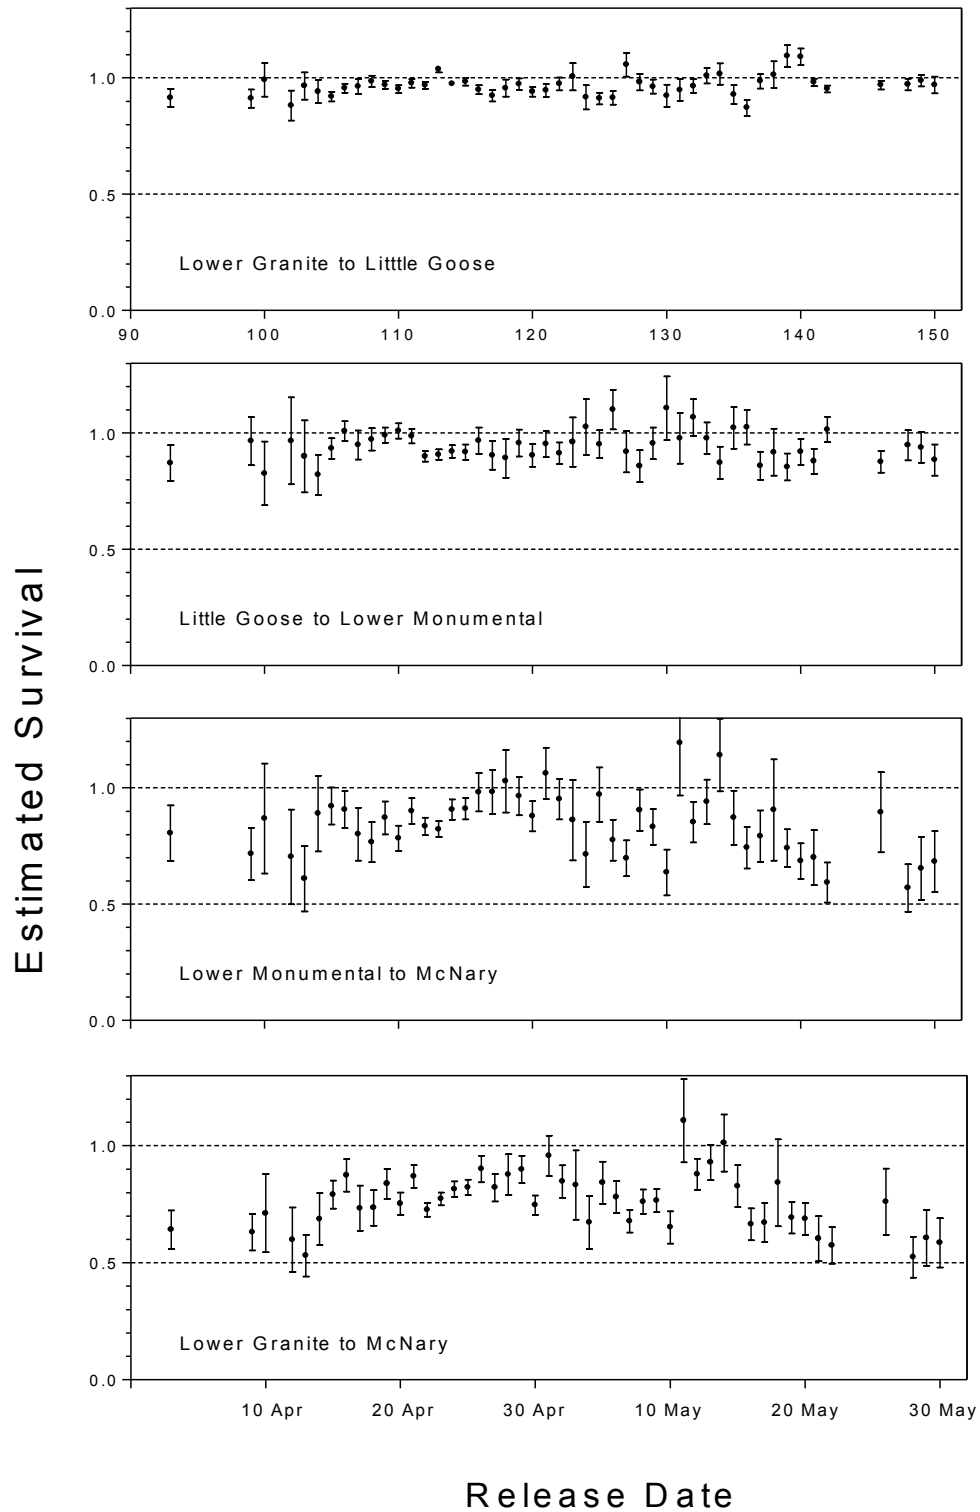 1.0
0.5
Lower Granite to Litttle Goose
0.0
90 100 110 120 130 140 150
1.0
0.5
Little Goose to Lower Monumental
0.0
Estimated Survival
1.0
0.5
Lower Monumental to McNary
0.0
1.0
0.5
Lower Granite to McNary
0.0
10 Apr 20 Apr 30 Apr 10 May 20 May 30 May
Release Date